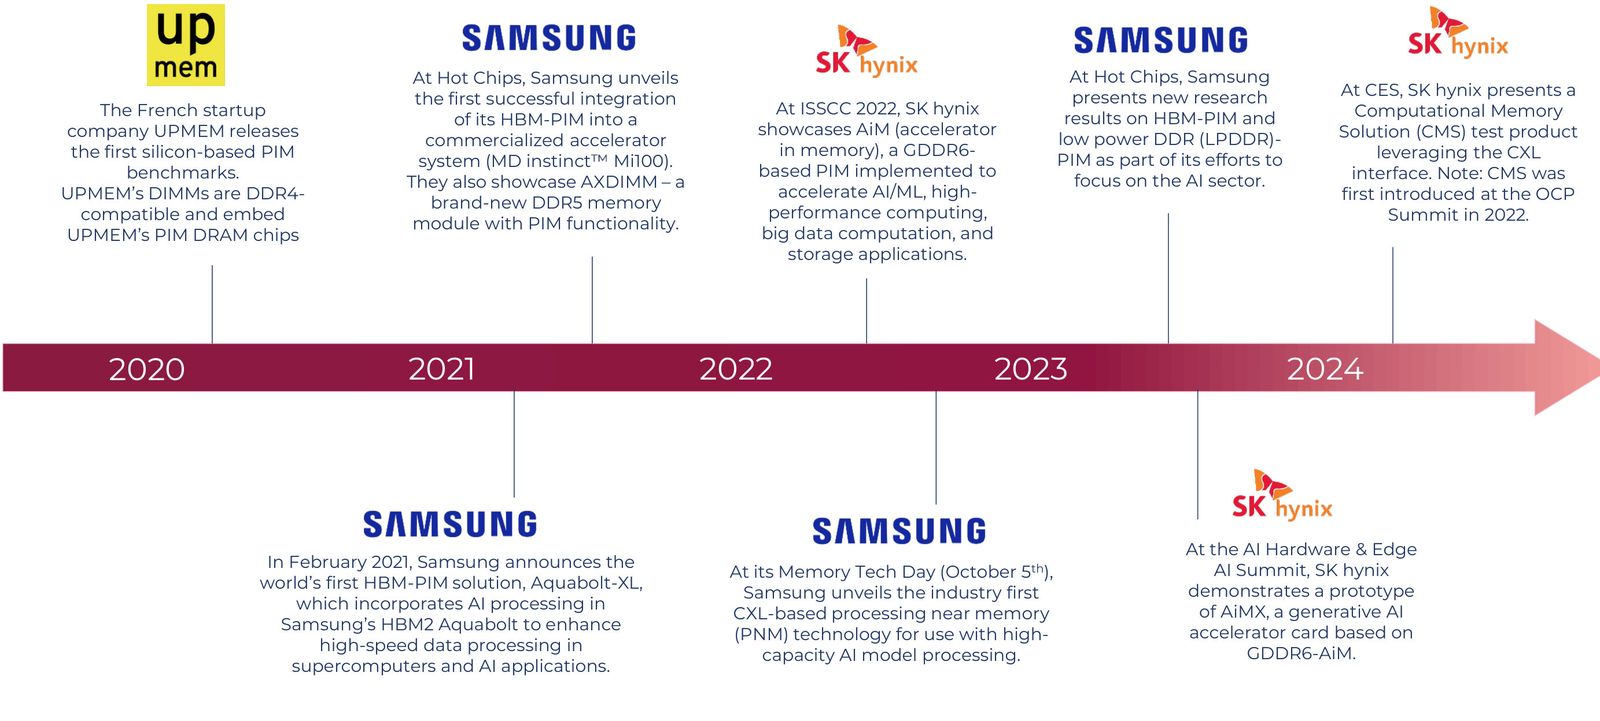 up
mem
The French startup
company UPMEM releases
the first silicon-based PIM
benchmarks.
UPMEM's DIMMs are DDR4-
compatible and embed
UPMEM's PIM DRAM chips
SAMSUNG
At Hot Chips, Samsung unveils
the first successful integration
of its HBM-PIM into a
commercialized accelerator
system (MD instinct™ Mi100).
They also showcase AXDIMM – a
brand-new DDR5 memory
module with PIM functionality.
SK hynix
At ISSCC 2022, SK hynix
showcases AiM (accelerator
in memory), a GDDR6-
based PIM implemented to
accelerate AI/ML, high-
performance computing,
big data computation, and
storage applications.
SAMSUNG
At Hot Chips, Samsung
presents new research
results on HBM-PIM and
low power DDR (LPDDR)-
PIM as part of its efforts to
focus on the AI sector.
SK hynix
At CES, SK hynix presents a
Computational Memory
Solution (CMS) test product
leveraging the CXL
interface. Note: CMS was
first introduced at the OCP
Summit in 2022.
2020
2021
2022
2023
2024
SAMSUNG
In February 2021, Samsung announces the
world's first HBM-PIM solution, Aquabolt-XL,
which incorporates AI processing in
Samsung's HBM2 Aquabolt to enhance
high-speed data processing in
supercomputers and AI applications.
SAMSUNG
At its Memory Tech Day (October 5th),
Samsung unveils the industry first
CXL-based processing near memory
(PNM) technology for use with high-
capacity AI model processing.
SK hynix
At the AI Hardware & Edge
AI Summit, SK hynix
demonstrates a prototype
of AiMX, a generative AI
accelerator card based on
GDDR6-AiM.